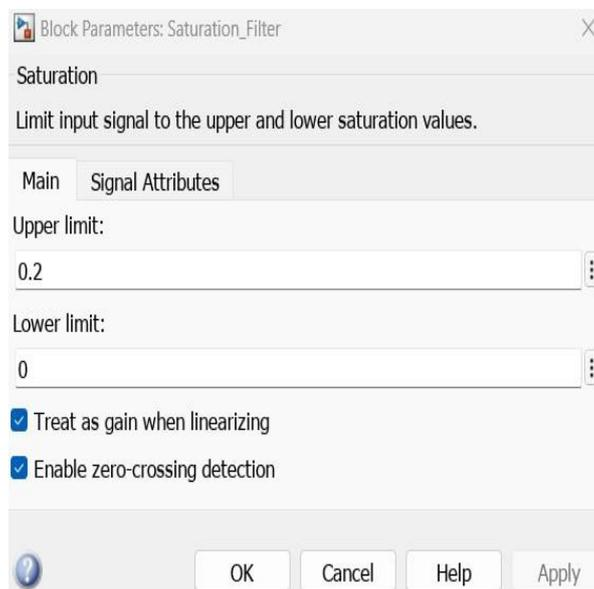 Block Parameters: Saturation_Filter
Saturation
Limit input signal to the upper and lower saturation values.
Main Signal Attributes
Upper limit:
0.2
Lower limit:
0
Treat as gain when linearizing
Enable zero-crossing detection
OK Cancel Help Apply